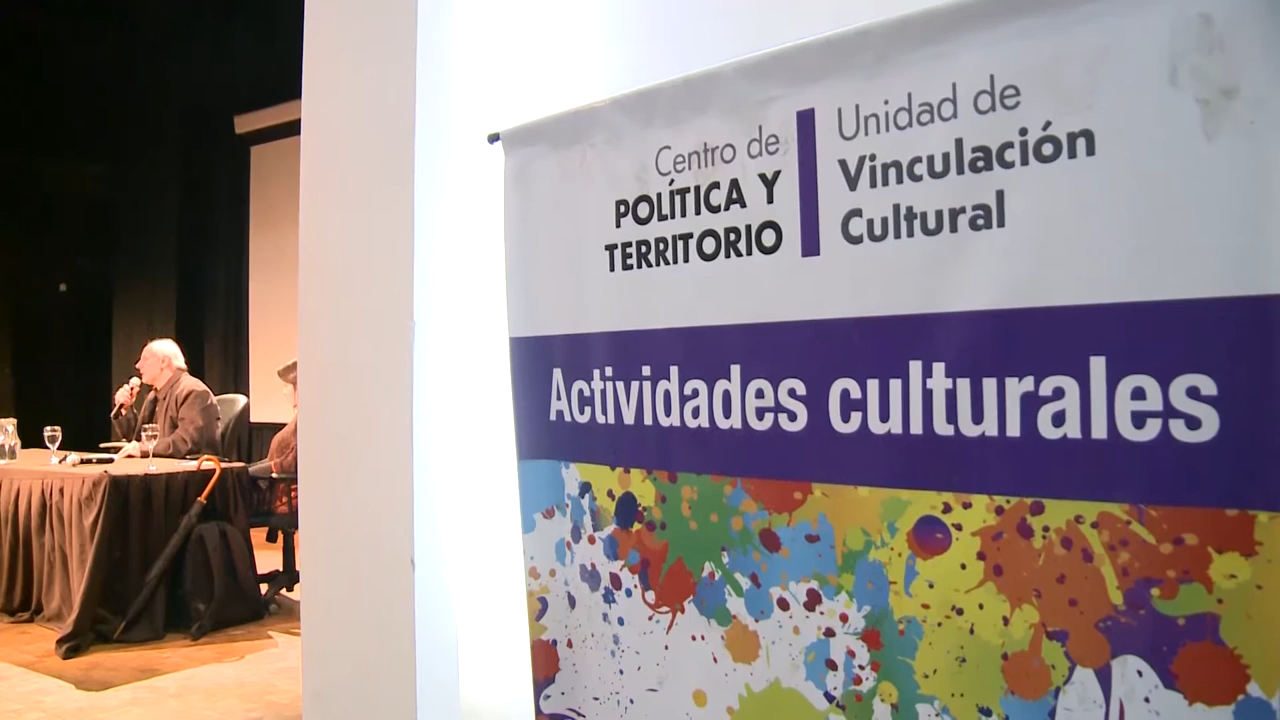 Centro de
POLÍTICA Y
TERRITORIO
Unidad de
Vinculación
Cultural
Actividades culturales